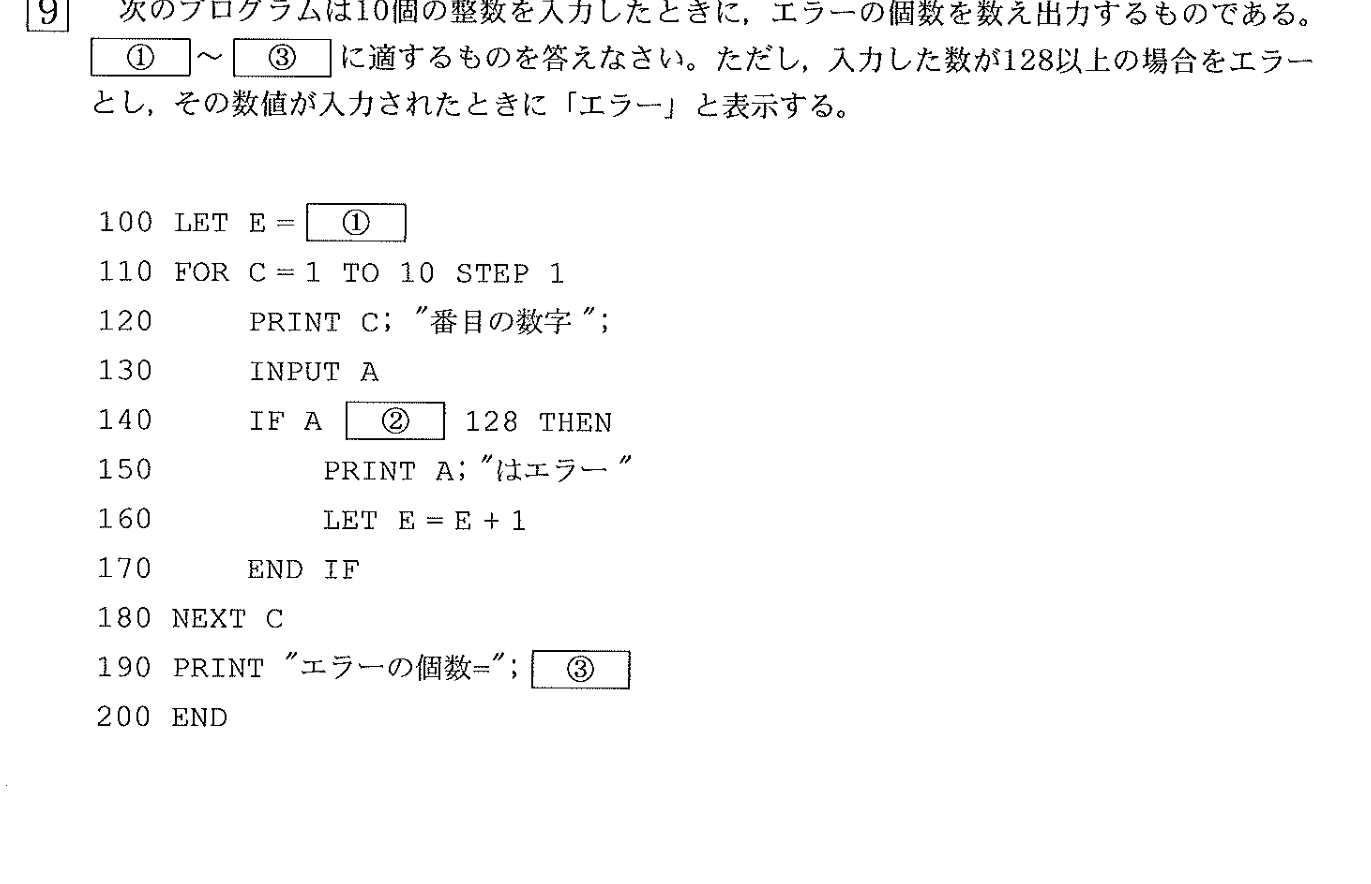 9 次のプログラムは10個の整数を入力したときに，エラーの個数を数え出力するものである。
① ～ ③ に適するものを答えなさい。ただし，入力した数が128以上の場合をエラー
とし，その数値が入力されたときに「エラー」と表示する。
100 LET E = ①
110 FOR C = 1 TO 10 STEP 1
120 PRINT C; ″番目の数字 ″;
130 INPUT A
140 IF A ② 128 THEN
150 PRINT A; ″はエラー ″
160 LET E = E + 1
170 END IF
180 NEXT C
190 PRINT ″エラーの個数=″; ③
200 END